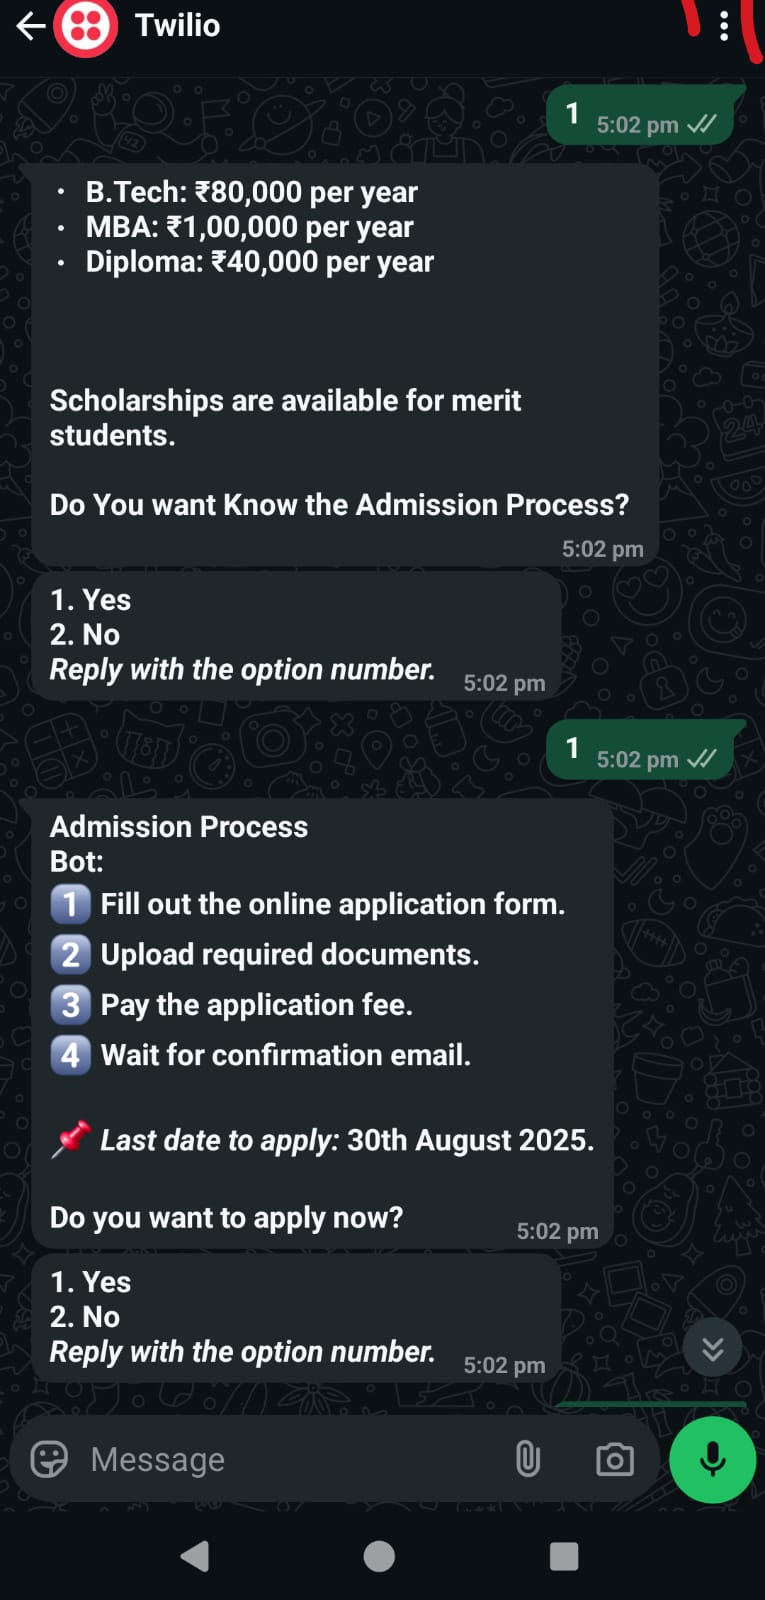 Twilio
1 5:02 pm
• B.Tech: ₹80,000 per year
• MBA: ₹1,00,000 per year
• Diploma: ₹40,000 per year
Scholarships are available for merit
students.
Do You want Know the Admission Process?
5:02 pm
1. Yes
2. No
Reply with the option number. 5:02 pm
1 5:02 pm
Admission Process
Bot:
1 Fill out the online application form.
2 Upload required documents.
3 Pay the application fee.
4 Wait for confirmation email.
📌 Last date to apply: 30th August 2025.
Do you want to apply now? 5:02 pm
1. Yes
2. No
Reply with the option number. 5:02 pm
Message